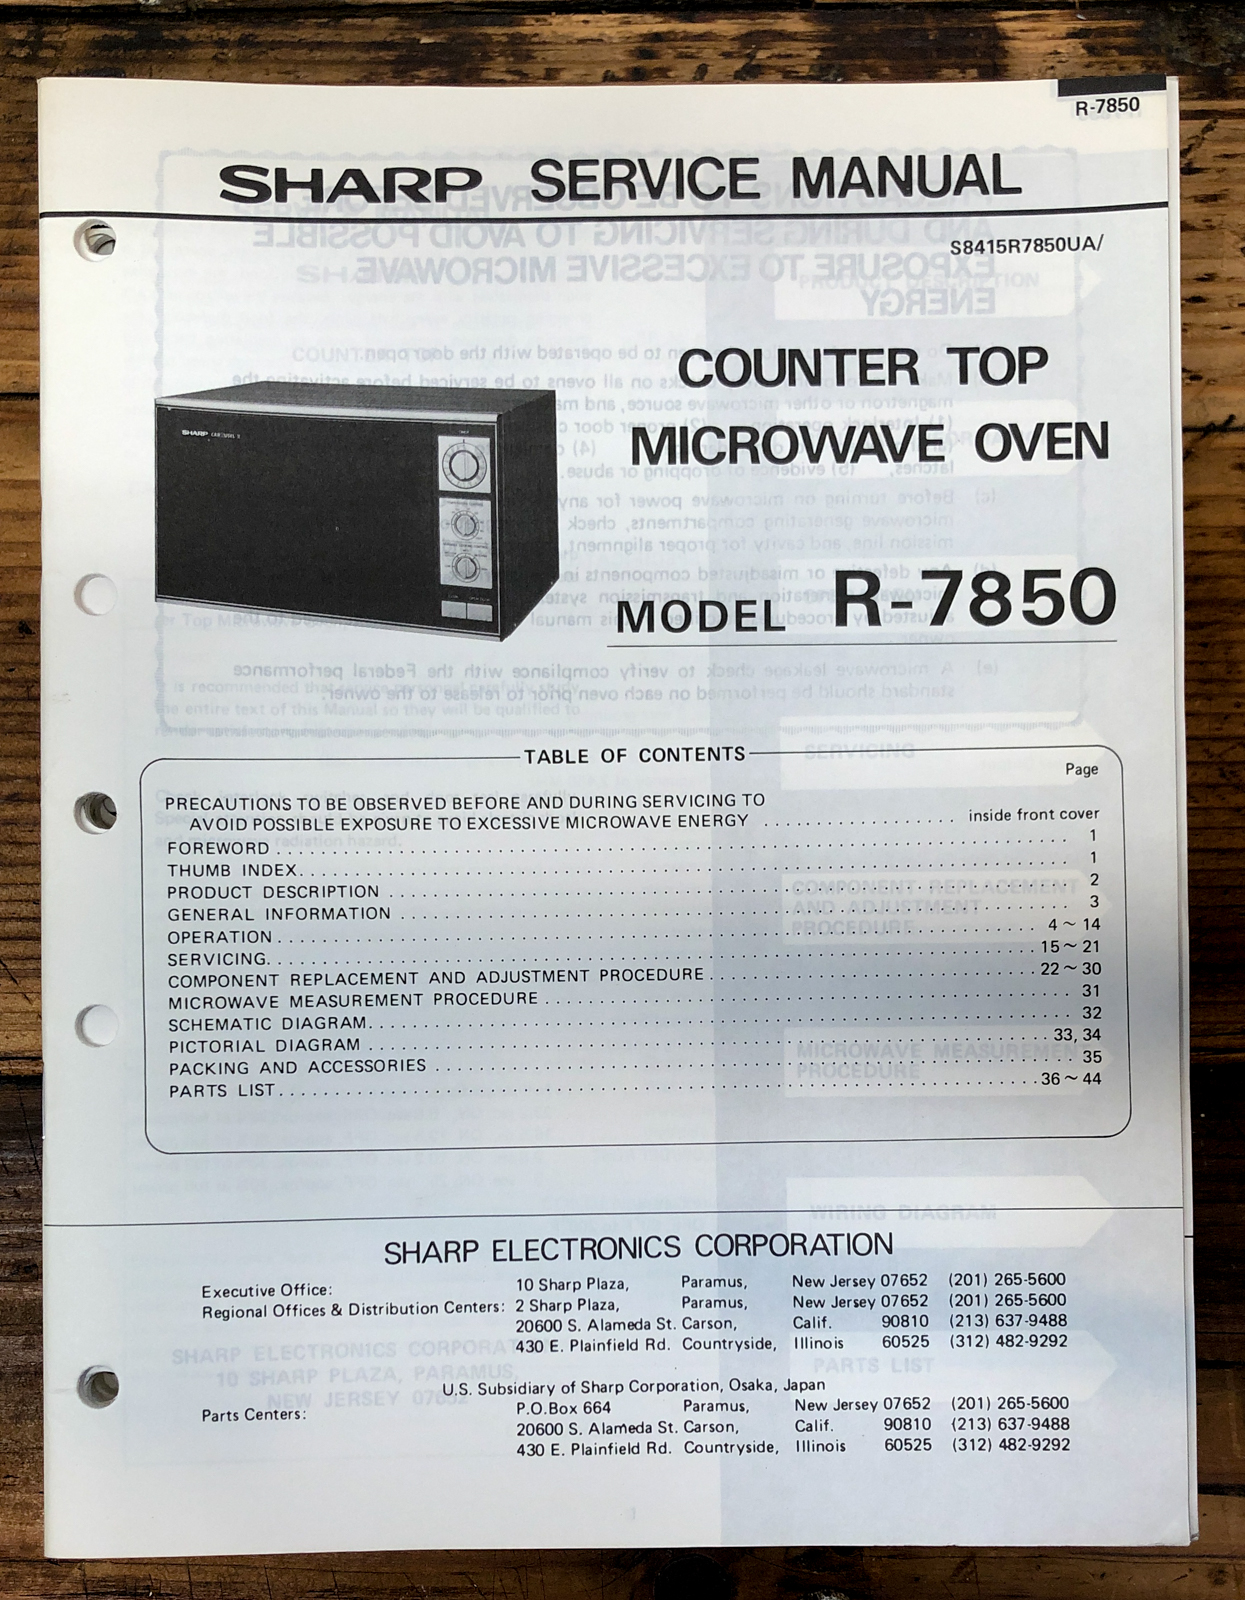 R-7850
SHARP SERVICE MANUAL
S8415R7850UA/
COUNTER TOP
MICROWAVE OVEN
SHARP
MODEL R-7850
TABLE OF CONTENTS
Page
PRECAUTIONS TO BE OBSERVED BEFORE AND DURING SERVICING TO
AVOID POSSIBLE EXPOSURE TO EXCESSIVE MICROWAVE ENERGY . . . . . . . . . . . . . . . . . . inside front cover
FOREWORD . . . . . . . . . . . . . . . . . . . . 1
THUMB INDEX. . . . . . . . . . . . . . . . . . . . 1
PRODUCT DESCRIPTION . . . . . . . . . . . . . . . . . . . . 2
GENERAL INFORMATION . . . . . . . . . . . . . . . . . . . . 3
OPERATION . . . . . . . . . . . . . . . . . . . . 4 ~ 14
SERVICING. . . . . . . . . . . . . . . . . . . . 15 ~ 21
COMPONENT REPLACEMENT AND ADJUSTMENT PROCEDURE . . . . . . . . . . . . . . . . . . . . 22 ~ 30
MICROWAVE MEASUREMENT PROCEDURE . . . . . . . . . . . . . . . . . . . . 31
SCHEMATIC DIAGRAM. . . . . . . . . . . . . . . . . . . . 32
PICTORIAL DIAGRAM . . . . . . . . . . . . . . . . . . . . 33, 34
PACKING AND ACCESSORIES . . . . . . . . . . . . . . . . . . . . 35
PARTS LIST . . . . . . . . . . . . . . . . . . . . 36 ~ 44
SHARP ELECTRONICS CORPORATION
Executive Office: 10 Sharp Plaza, Paramus, New Jersey 07652 (201) 265-5600
Regional Offices & Distribution Centers: 2 Sharp Plaza, Paramus, New Jersey 07652 (201) 265-5600
20600 S. Alameda St. Carson, Calif. 90810 (213) 637-9488
430 E. Plainfield Rd. Countryside, Illinois 60525 (312) 482-9292
U.S. Subsidiary of Sharp Corporation, Osaka, Japan
Parts Centers: P.O.Box 664 Paramus, New Jersey 07652 (201) 265-5600
20600 S. Alameda St. Carson, Calif. 90810 (213) 637-9488
430 E. Plainfield Rd. Countryside, Illinois 60525 (312) 482-9292